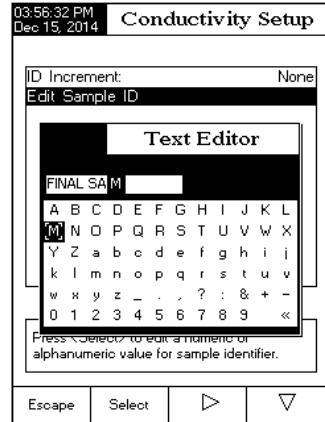 03:56:32 PM
Dec 15, 2014
Conductivity Setup
ID Increment: None
Edit Sample ID
Text Editor
FINAL SAM
A B C D E F G H I J K L
M N O P Q R S T U V W X
Y Z a b c d e f g h i j
k l m n o p q r s t u v
w x y z _ . , ? : & + -
0 1 2 3 4 5 6 7 8 9 «
Press <Select> to edit a numeric or
alphanumeric value for sample identifier.
Escape Select ▷ ▽